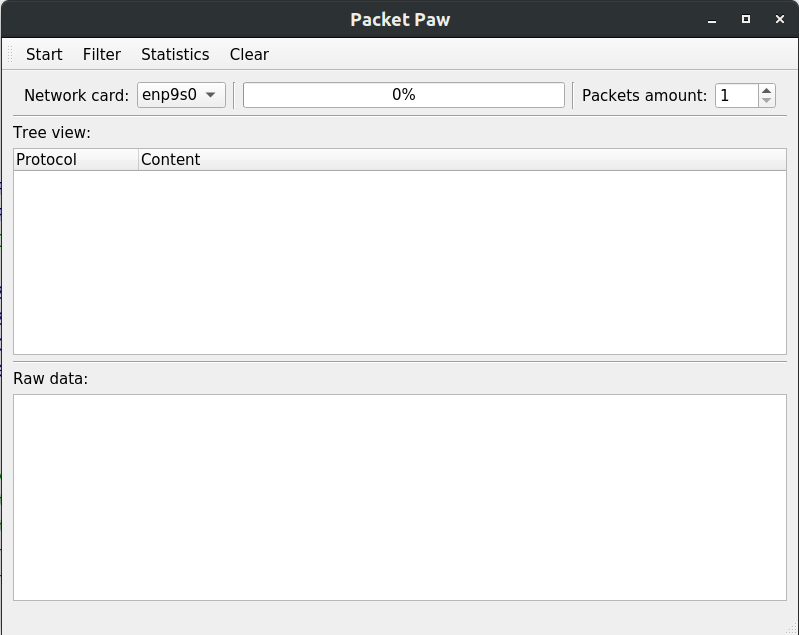 Packet Paw
Start Filter Statistics Clear
Network card: enp9s0 0% Packets amount: 1
Tree view:
Protocol Content
Raw data: